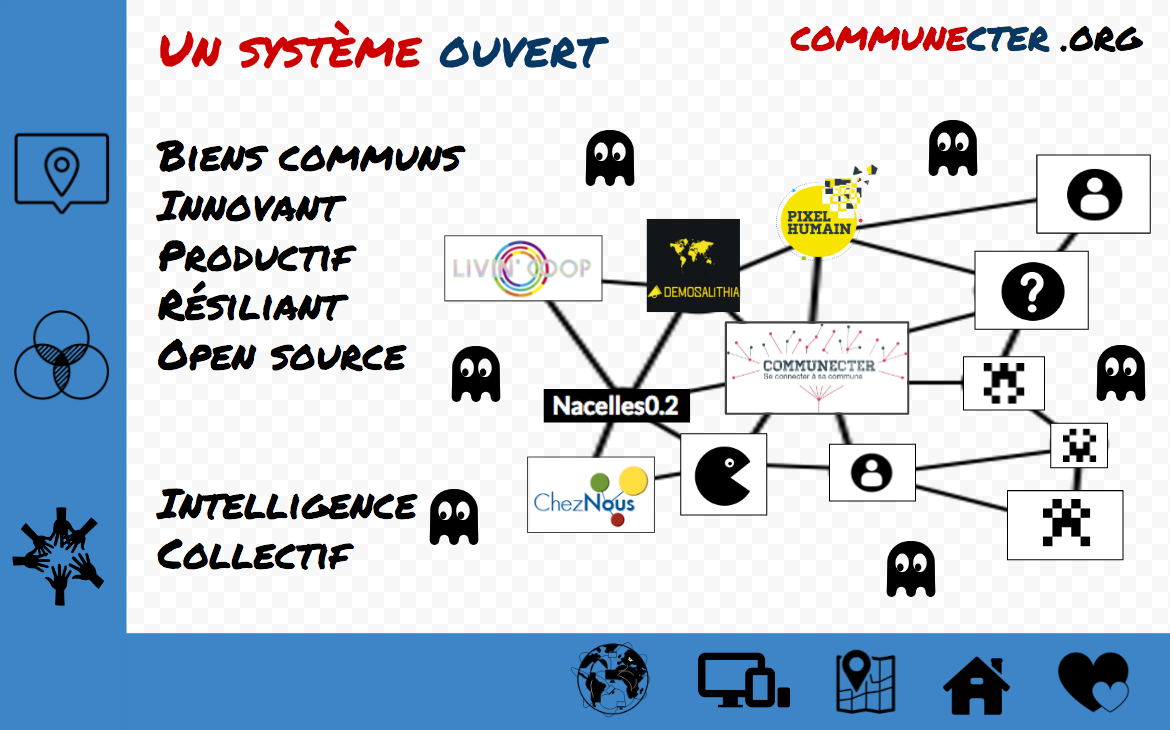 Un système ouvert
communecter .org
Biens communs
Innovant
Productif
Résiliant
Open source
Intelligence
Collectif
PIXEL
HUMAIN
LIVIN' COOP
DEMOSALITHIA
COMMUNECTER
Se connecter à sa commune
?
Nacelles0.2
ChezNous